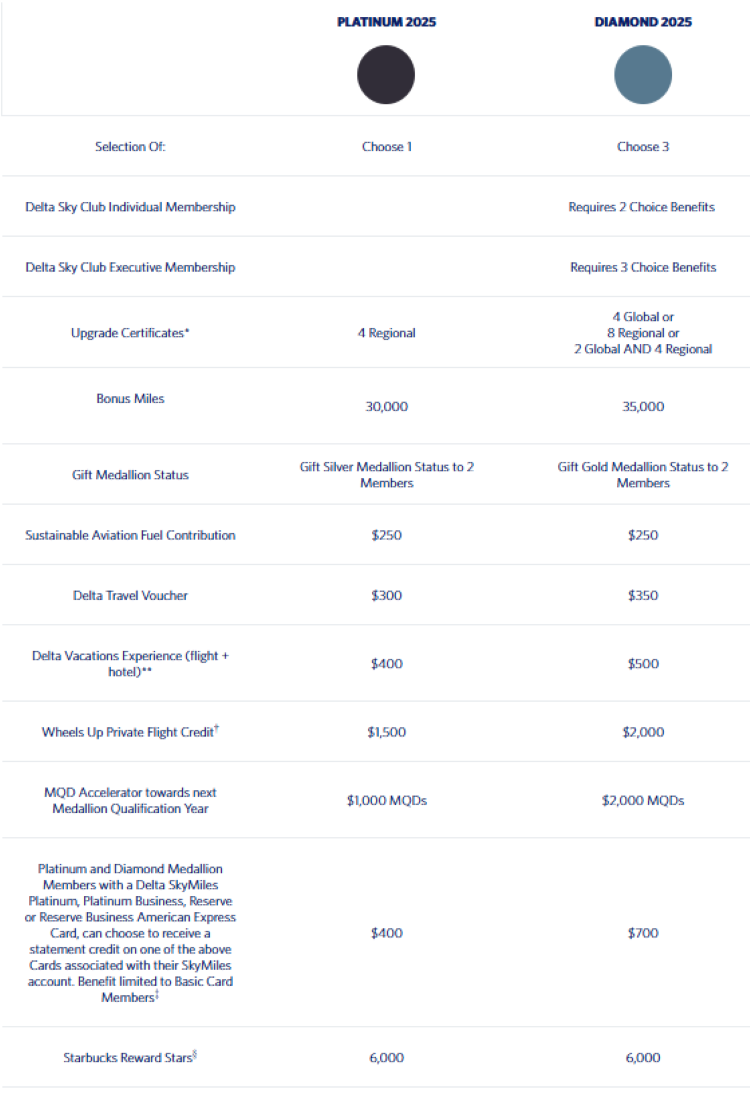 PLATINUM 2025
DIAMOND 2025
Selection Of:
Choose 1
Choose 3
Delta Sky Club Individual Membership
Requires 2 Choice Benefits
Delta Sky Club Executive Membership
Requires 3 Choice Benefits
Upgrade Certificates*
4 Regional
4 Global or
8 Regional or
2 Global AND 4 Regional
Bonus Miles
30,000
35,000
Gift Medallion Status
Gift Silver Medallion Status to 2
Members
Gift Gold Medallion Status to 2
Members
Sustainable Aviation Fuel Contribution
$250
$250
Delta Travel Voucher
$300
$350
Delta Vacations Experience (flight +
hotel)**
$400
$500
Wheels Up Private Flight Credit†
$1,500
$2,000
MQD Accelerator towards next
Medallion Qualification Year
$1,000 MQDs
$2,000 MQDs
Platinum and Diamond Medallion
Members with a Delta SkyMiles
Platinum, Platinum Business, Reserve
or Reserve Business American Express
Card, can choose to receive a
statement credit on one of the above
Cards associated with their SkyMiles
account. Benefit limited to Basic Card
Members‡
$400
$700
Starbucks Reward Stars§
6,000
6,000